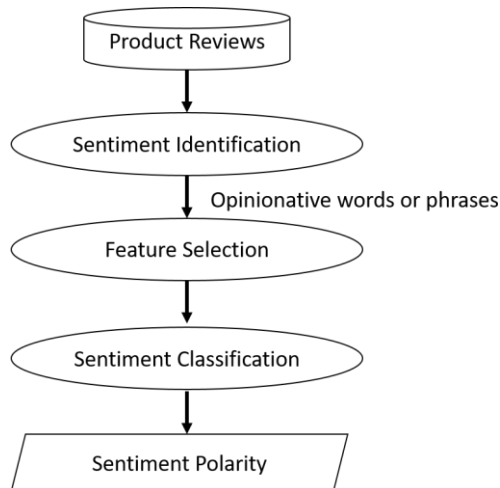 Product Reviews
Sentiment Identification
Opinionative words or phrases
Feature Selection
Sentiment Classification
Sentiment Polarity